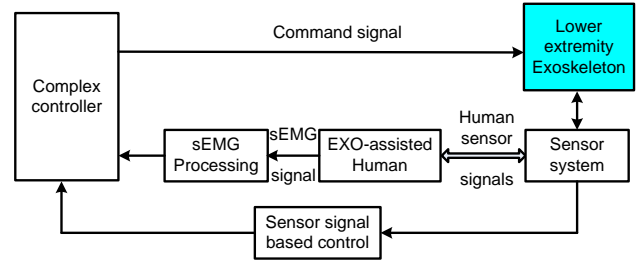 Command signal
Lower
extremity
Exoskeleton
Complex
controller
Human
sensor
signals
sEMG
signal
sEMG
Processing
EXO-assisted
Human
Sensor
system
Sensor signal
based control